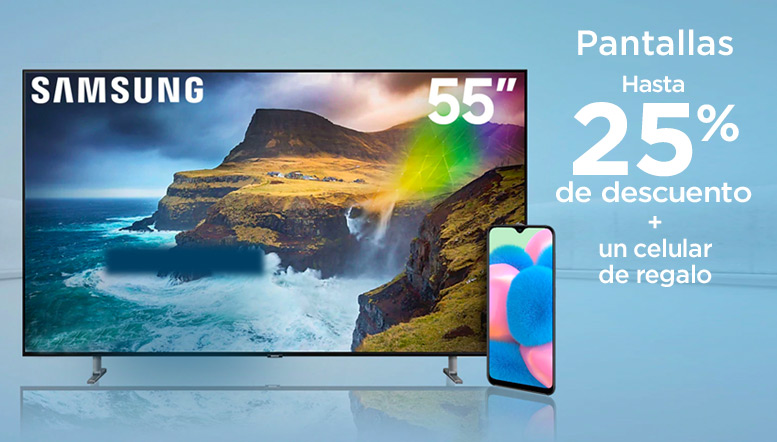 SAMSUNG
55"
Pantallas
Hasta
25%
de descuento
+
un celular
de regalo